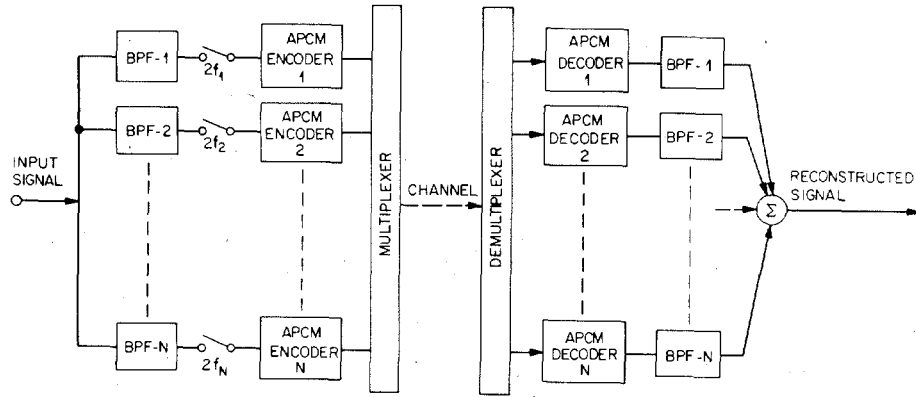 INPUT
SIGNAL
BPF-1
2f₁
APCM
ENCODER
1
BPF-2
2f₂
APCM
ENCODER
2
BPF-N
2f_N
APCM
ENCODER
N
MULTIPLEXER
CHANNEL
DEMULTIPLEXER
APCM
DECODER
1
BPF-1
APCM
DECODER
2
BPF-2
APCM
DECODER
N
BPF-N
Σ
RECONSTRUCTED
SIGNAL